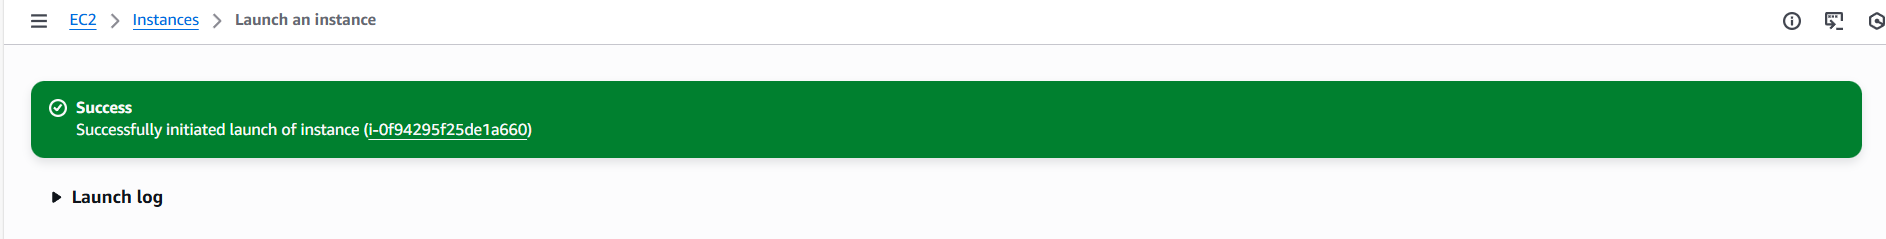 EC2 > Instances > Launch an instance
Success
Successfully initiated launch of instance (i-0f94295f25de1a660)
Launch log